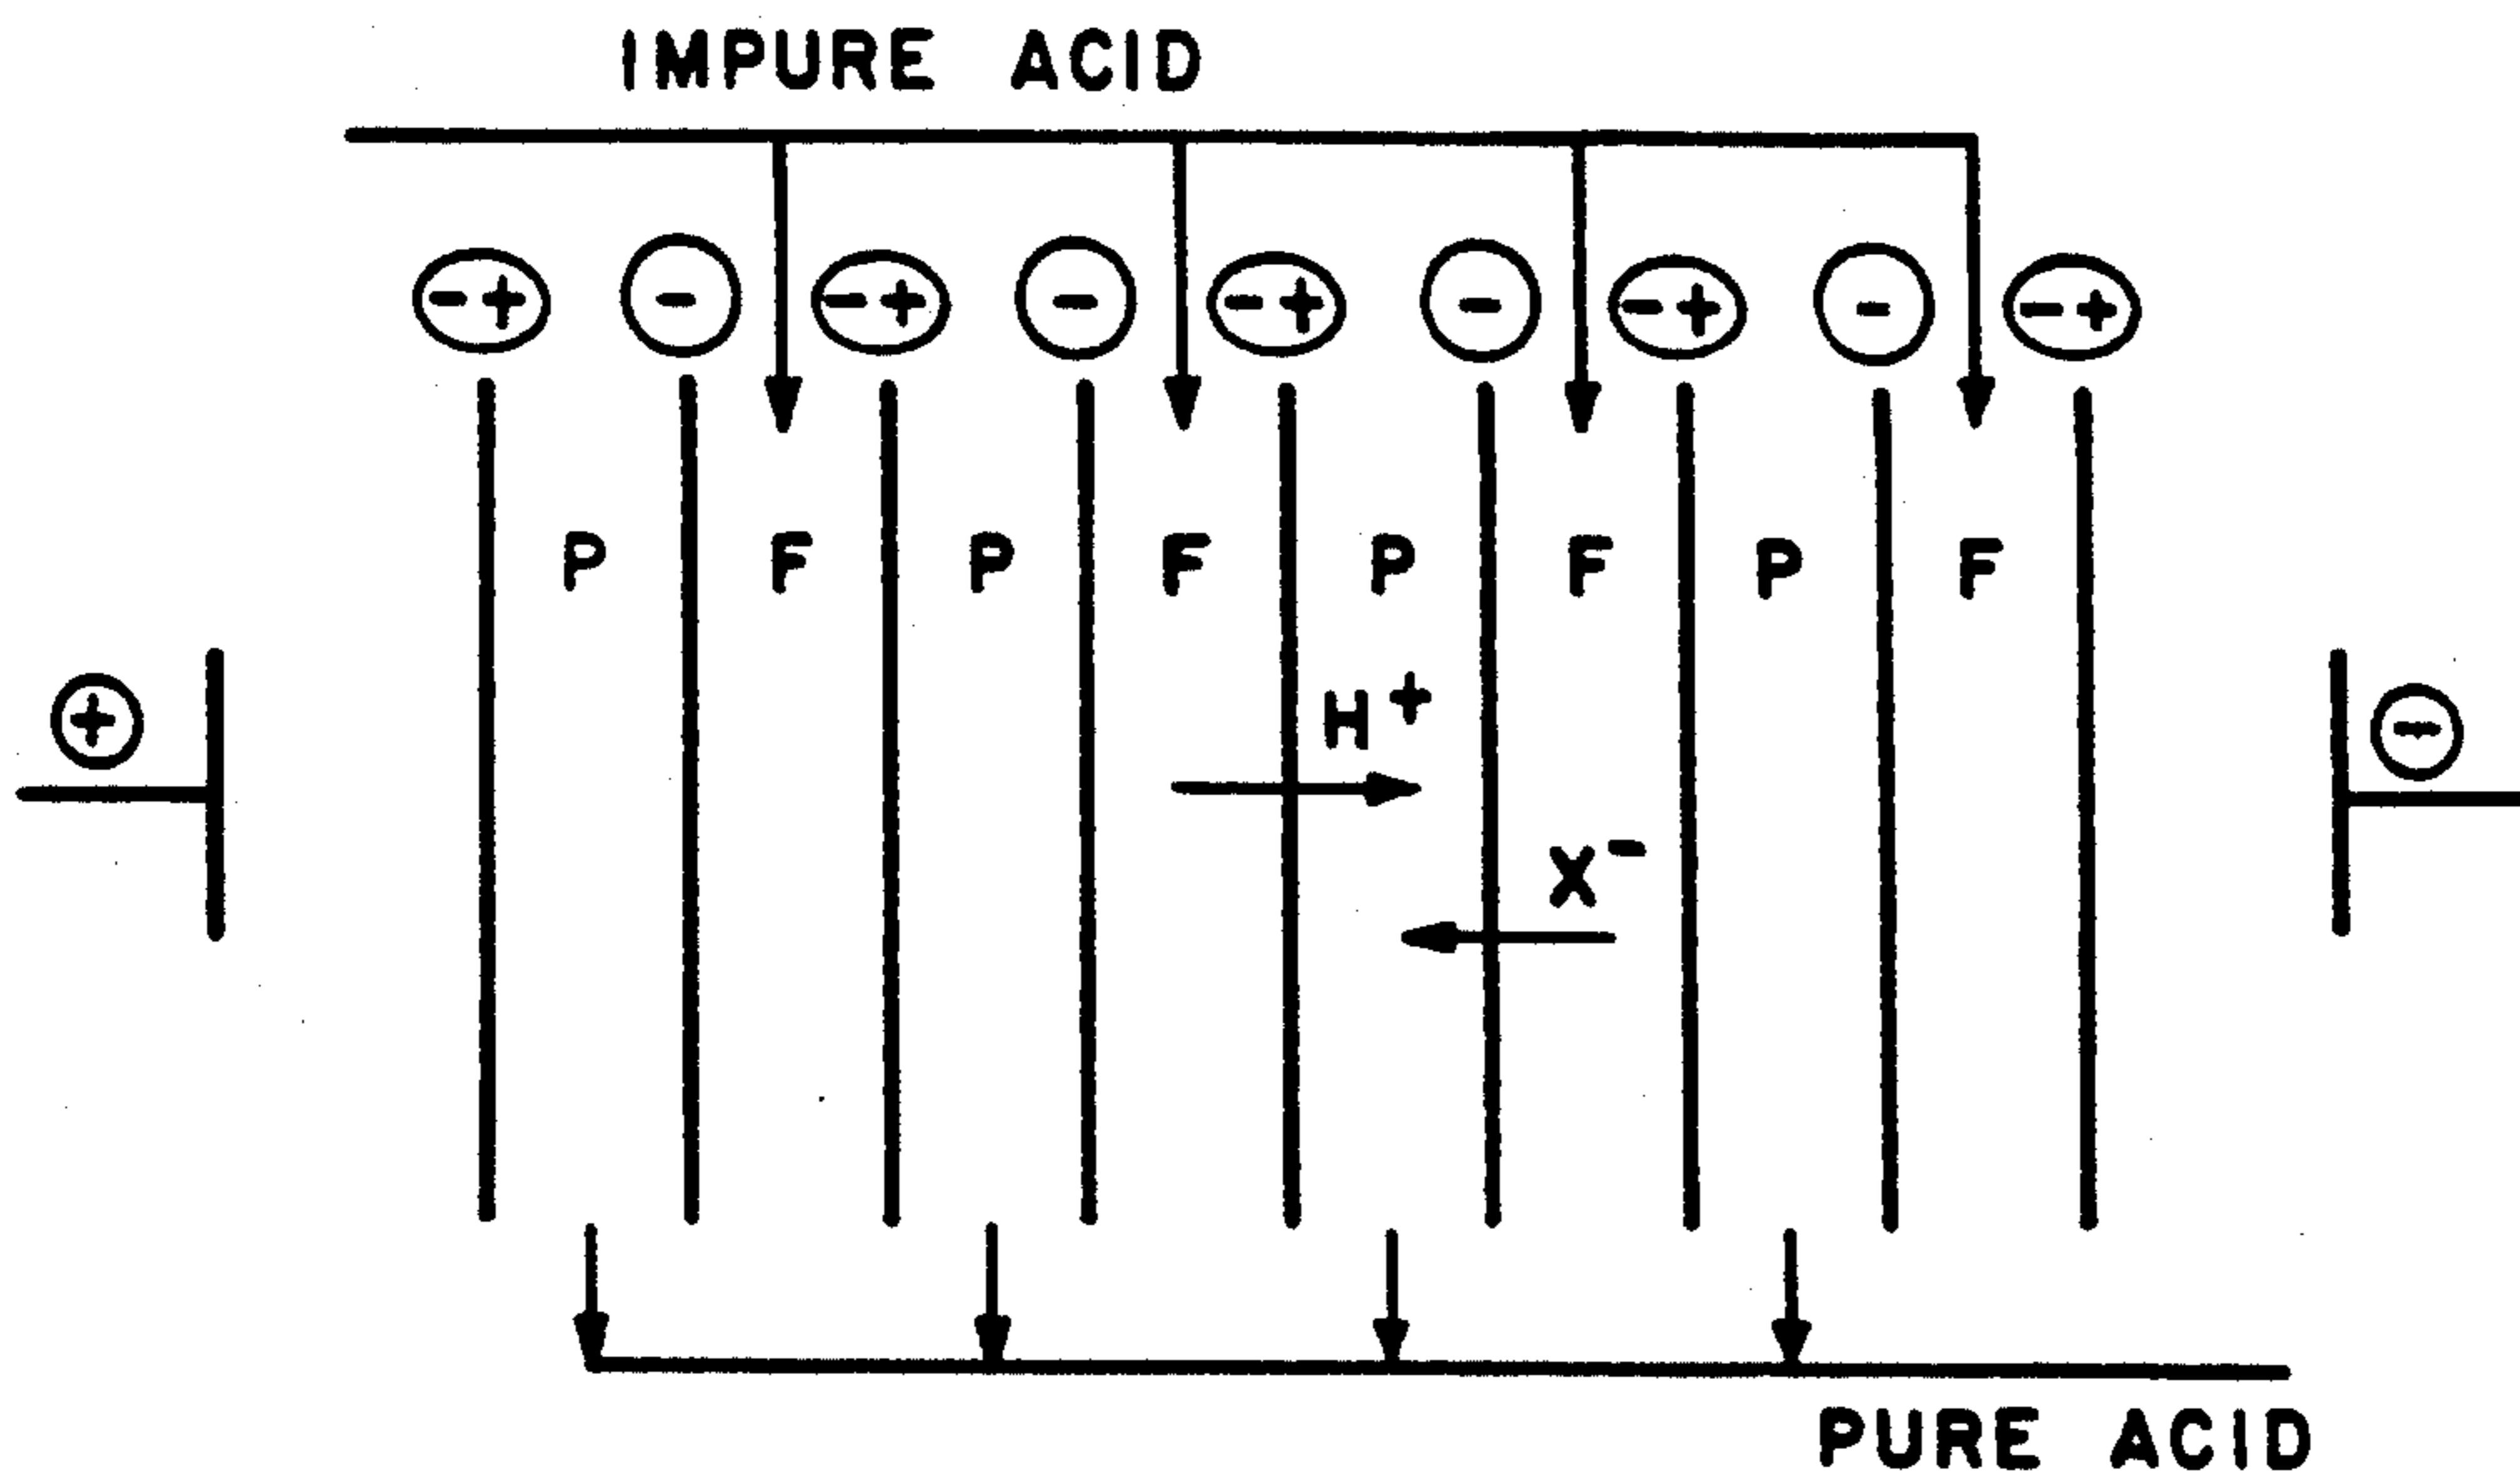 IMPURE ACID
-+ - -+ - -+ - -+ - -+
P F P F P F P F
H+
+ -
X-
PURE ACID